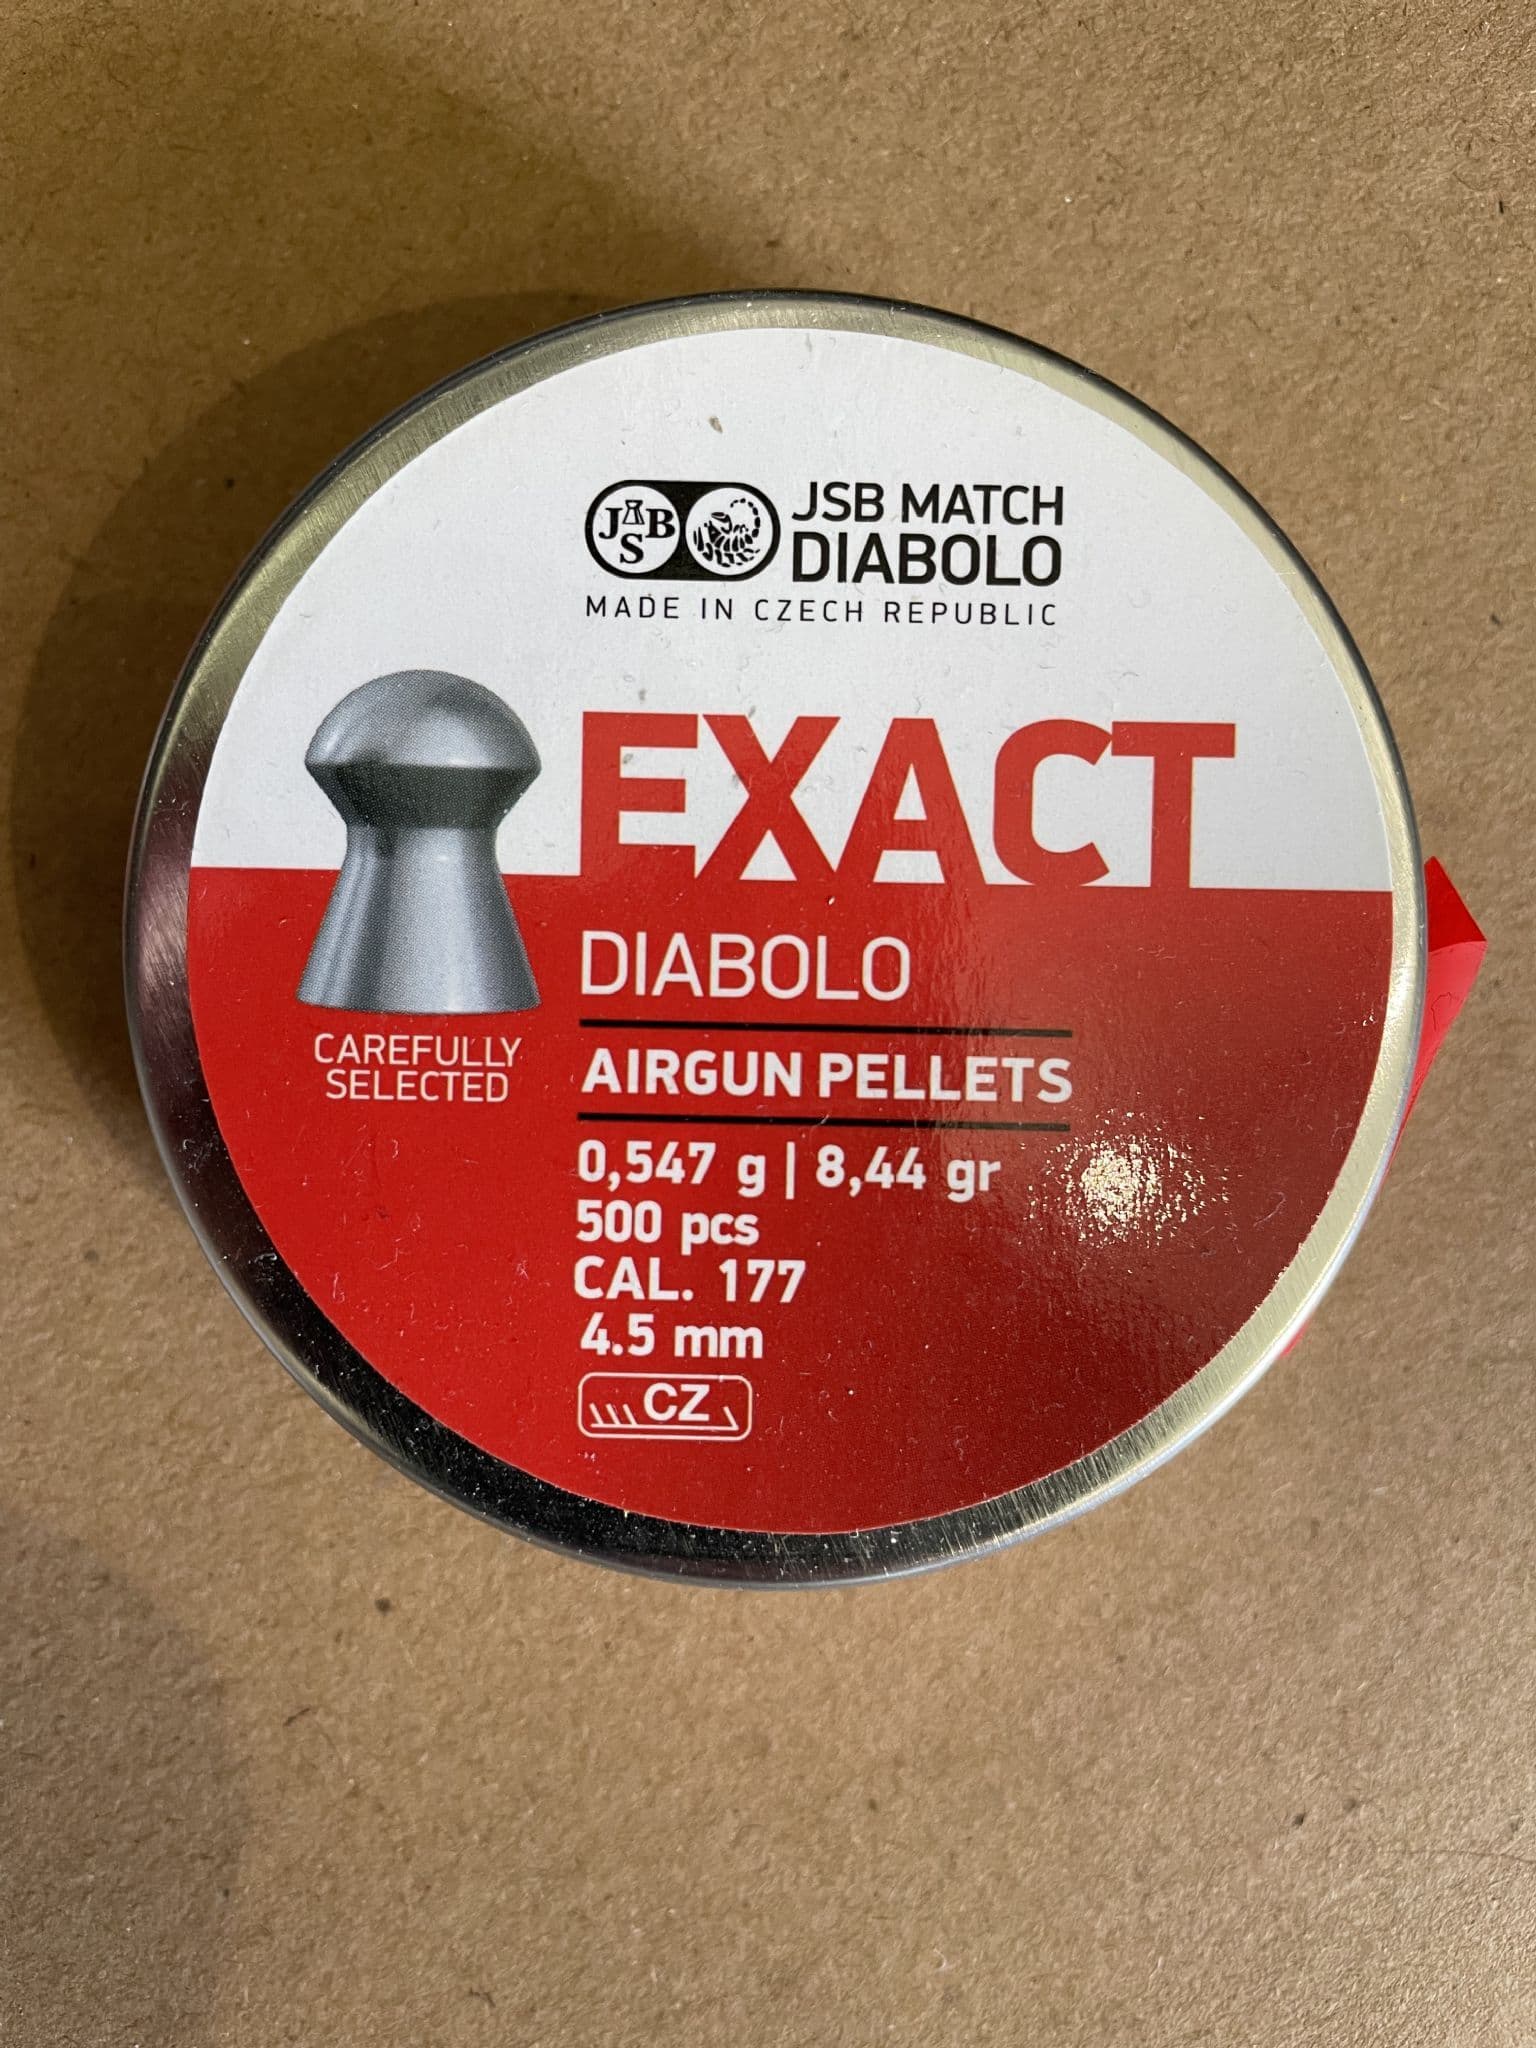 JSB
JSB MATCH
DIABOLO
MADE IN CZECH REPUBLIC
EXACT
DIABOLO
CAREFULLY
SELECTED
AIRGUN PELLETS
0,547 g | 8,44 gr
500 pcs
CAL. 177
4.5 mm
CZ